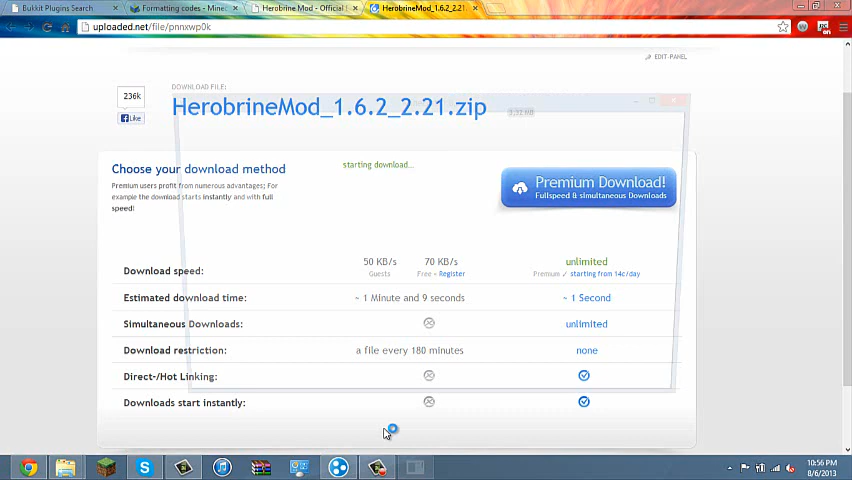 Bukkit Plugins Search
Formatting codes – Mine
Herobrine Mod - Official
HerobrineMod_1.6.2_2.21.
uploaded.net/file/pnnxwp0k
EDIT-PANEL
236k
Like
DOWNLOAD FILE:
HerobrineMod_1.6.2_2.21.zip
Choose your download method
starting download...
Premium users profit from numerous advantages; For
example the download starts instantly and with full
speed!
Premium Download!
Fullspeed & simultaneous Downloads
50 KB/s
70 KB/s
unlimited
Download speed:
Guests
Free - Register
Premium ✓ starting from 14c/day
Estimated download time:
~ 1 Minute and 9 seconds
~ 1 Second
Simultaneous Downloads:
unlimited
Download restriction:
a file every 180 minutes
none
Direct-/Hot Linking:
Downloads start instantly:
10:56 PM
8/6/2013